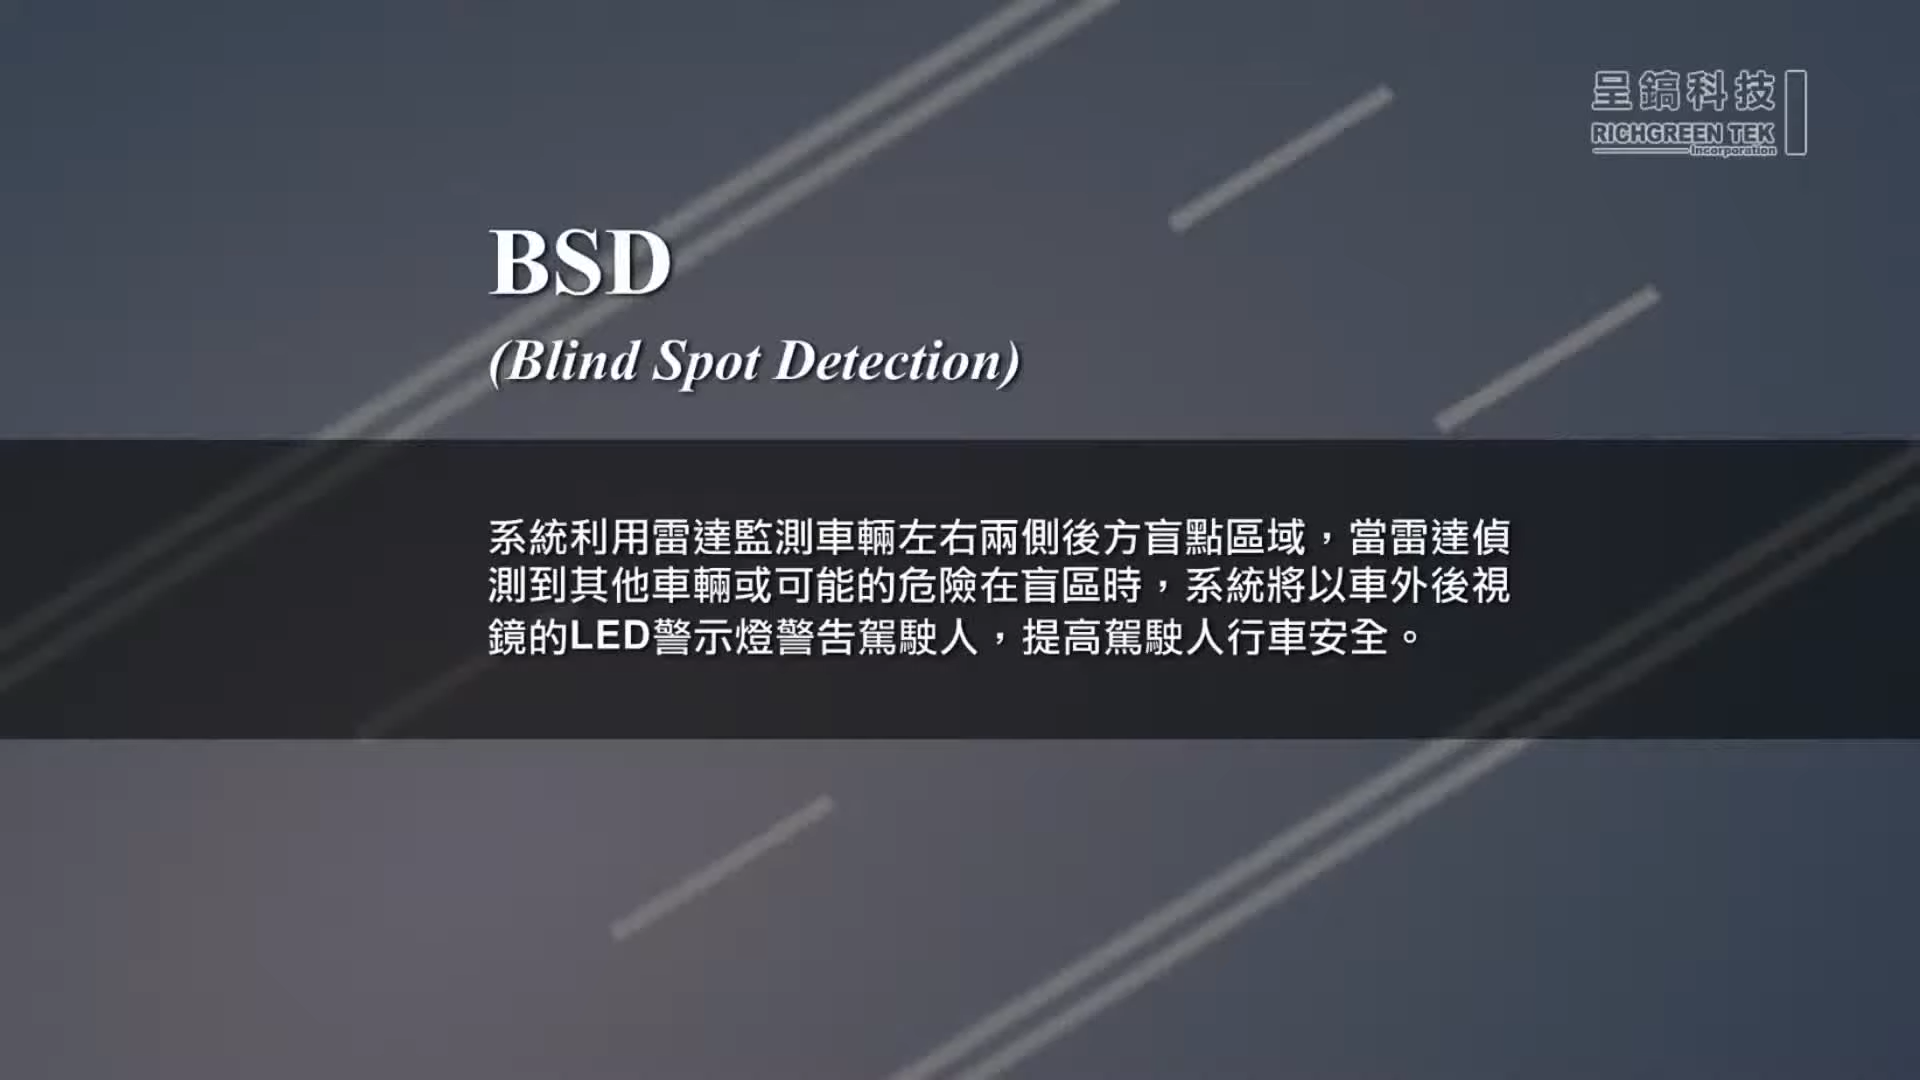 呈鎬科技
RICHGREEN TEK
Incorporation
BSD
(Blind Spot Detection)
系統利用雷達監測車輛左右兩側後方盲點區域，當雷達偵
測到其他車輛或可能的危險在盲區時，系統將以車外後視
鏡的LED警示燈警告駕駛人，提高駕駛人行車安全。